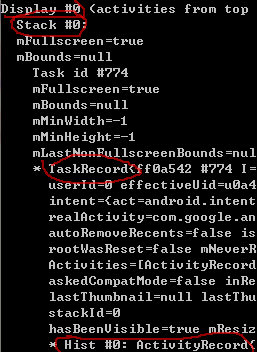 Display #0 (activities from top
Stack #0:
mFullscreen=true
mBounds=null
Task id #774
mFullscreen=true
mBounds=null
mMinWidth=-1
mMinHeight=-1
mLastNonFullscreenBounds=nul
* TaskRecord{ff0a542 #774 I=
userId=0 effectiveUid=u0a4
intent={act=android.intent
realActivity=com.google.an
autoRemoveRecents=false is
rootWasReset=false mNeverR
Activities=[ActivityRecord
askedCompatMode=false inRe
lastThumbnail=null lastThu
stackId=0
hasBeenVisible=true mResiz
* Hist #0: ActivityRecord{